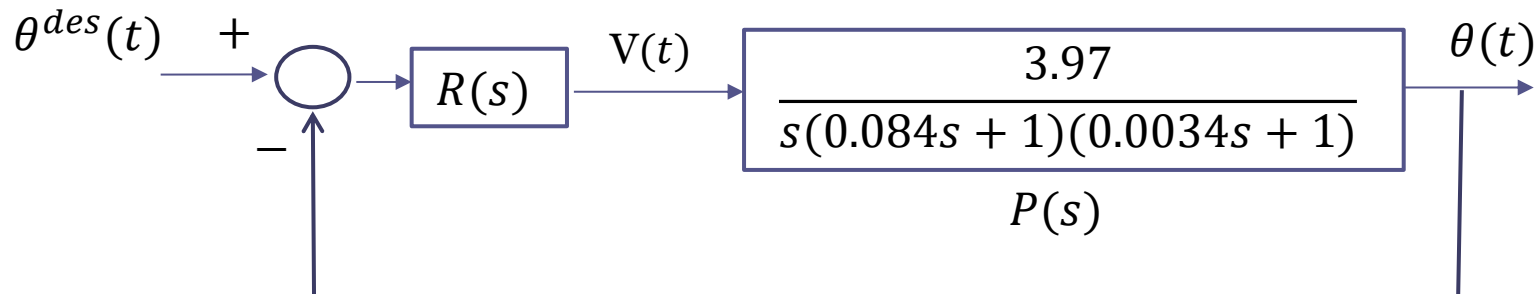 θ^des(t) + V(t) 3.97 θ(t)
R(s)
s(0.084s + 1)(0.0034s + 1)
−
P(s)